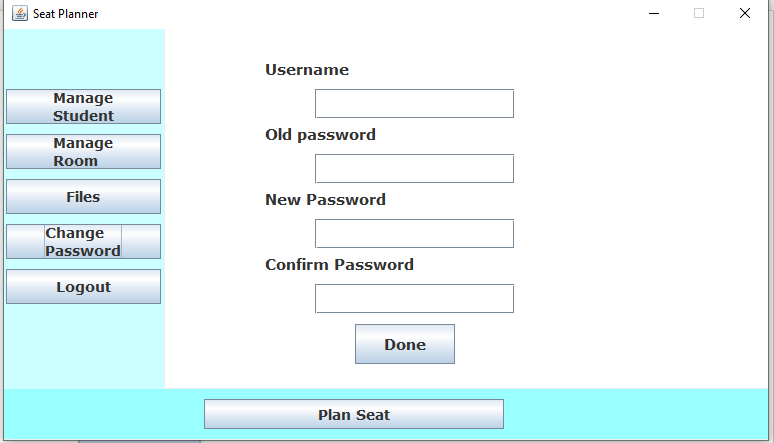 Seat Planner
Manage
Student
Manage
Room
Files
Change
Password
Logout
Username
Old password
New Password
Confirm Password
Done
Plan Seat